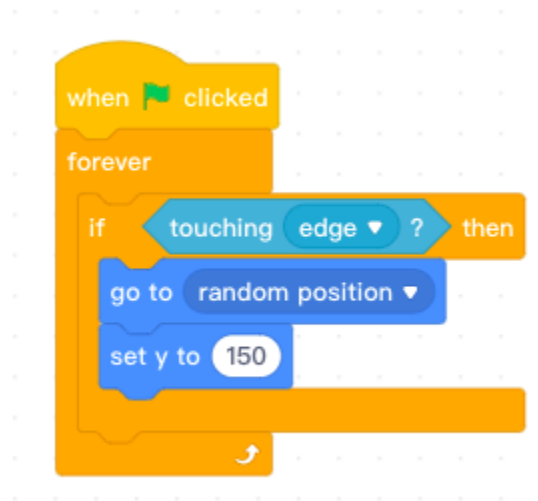 when clicked
forever
if touching edge ? then
go to random position
set y to 150